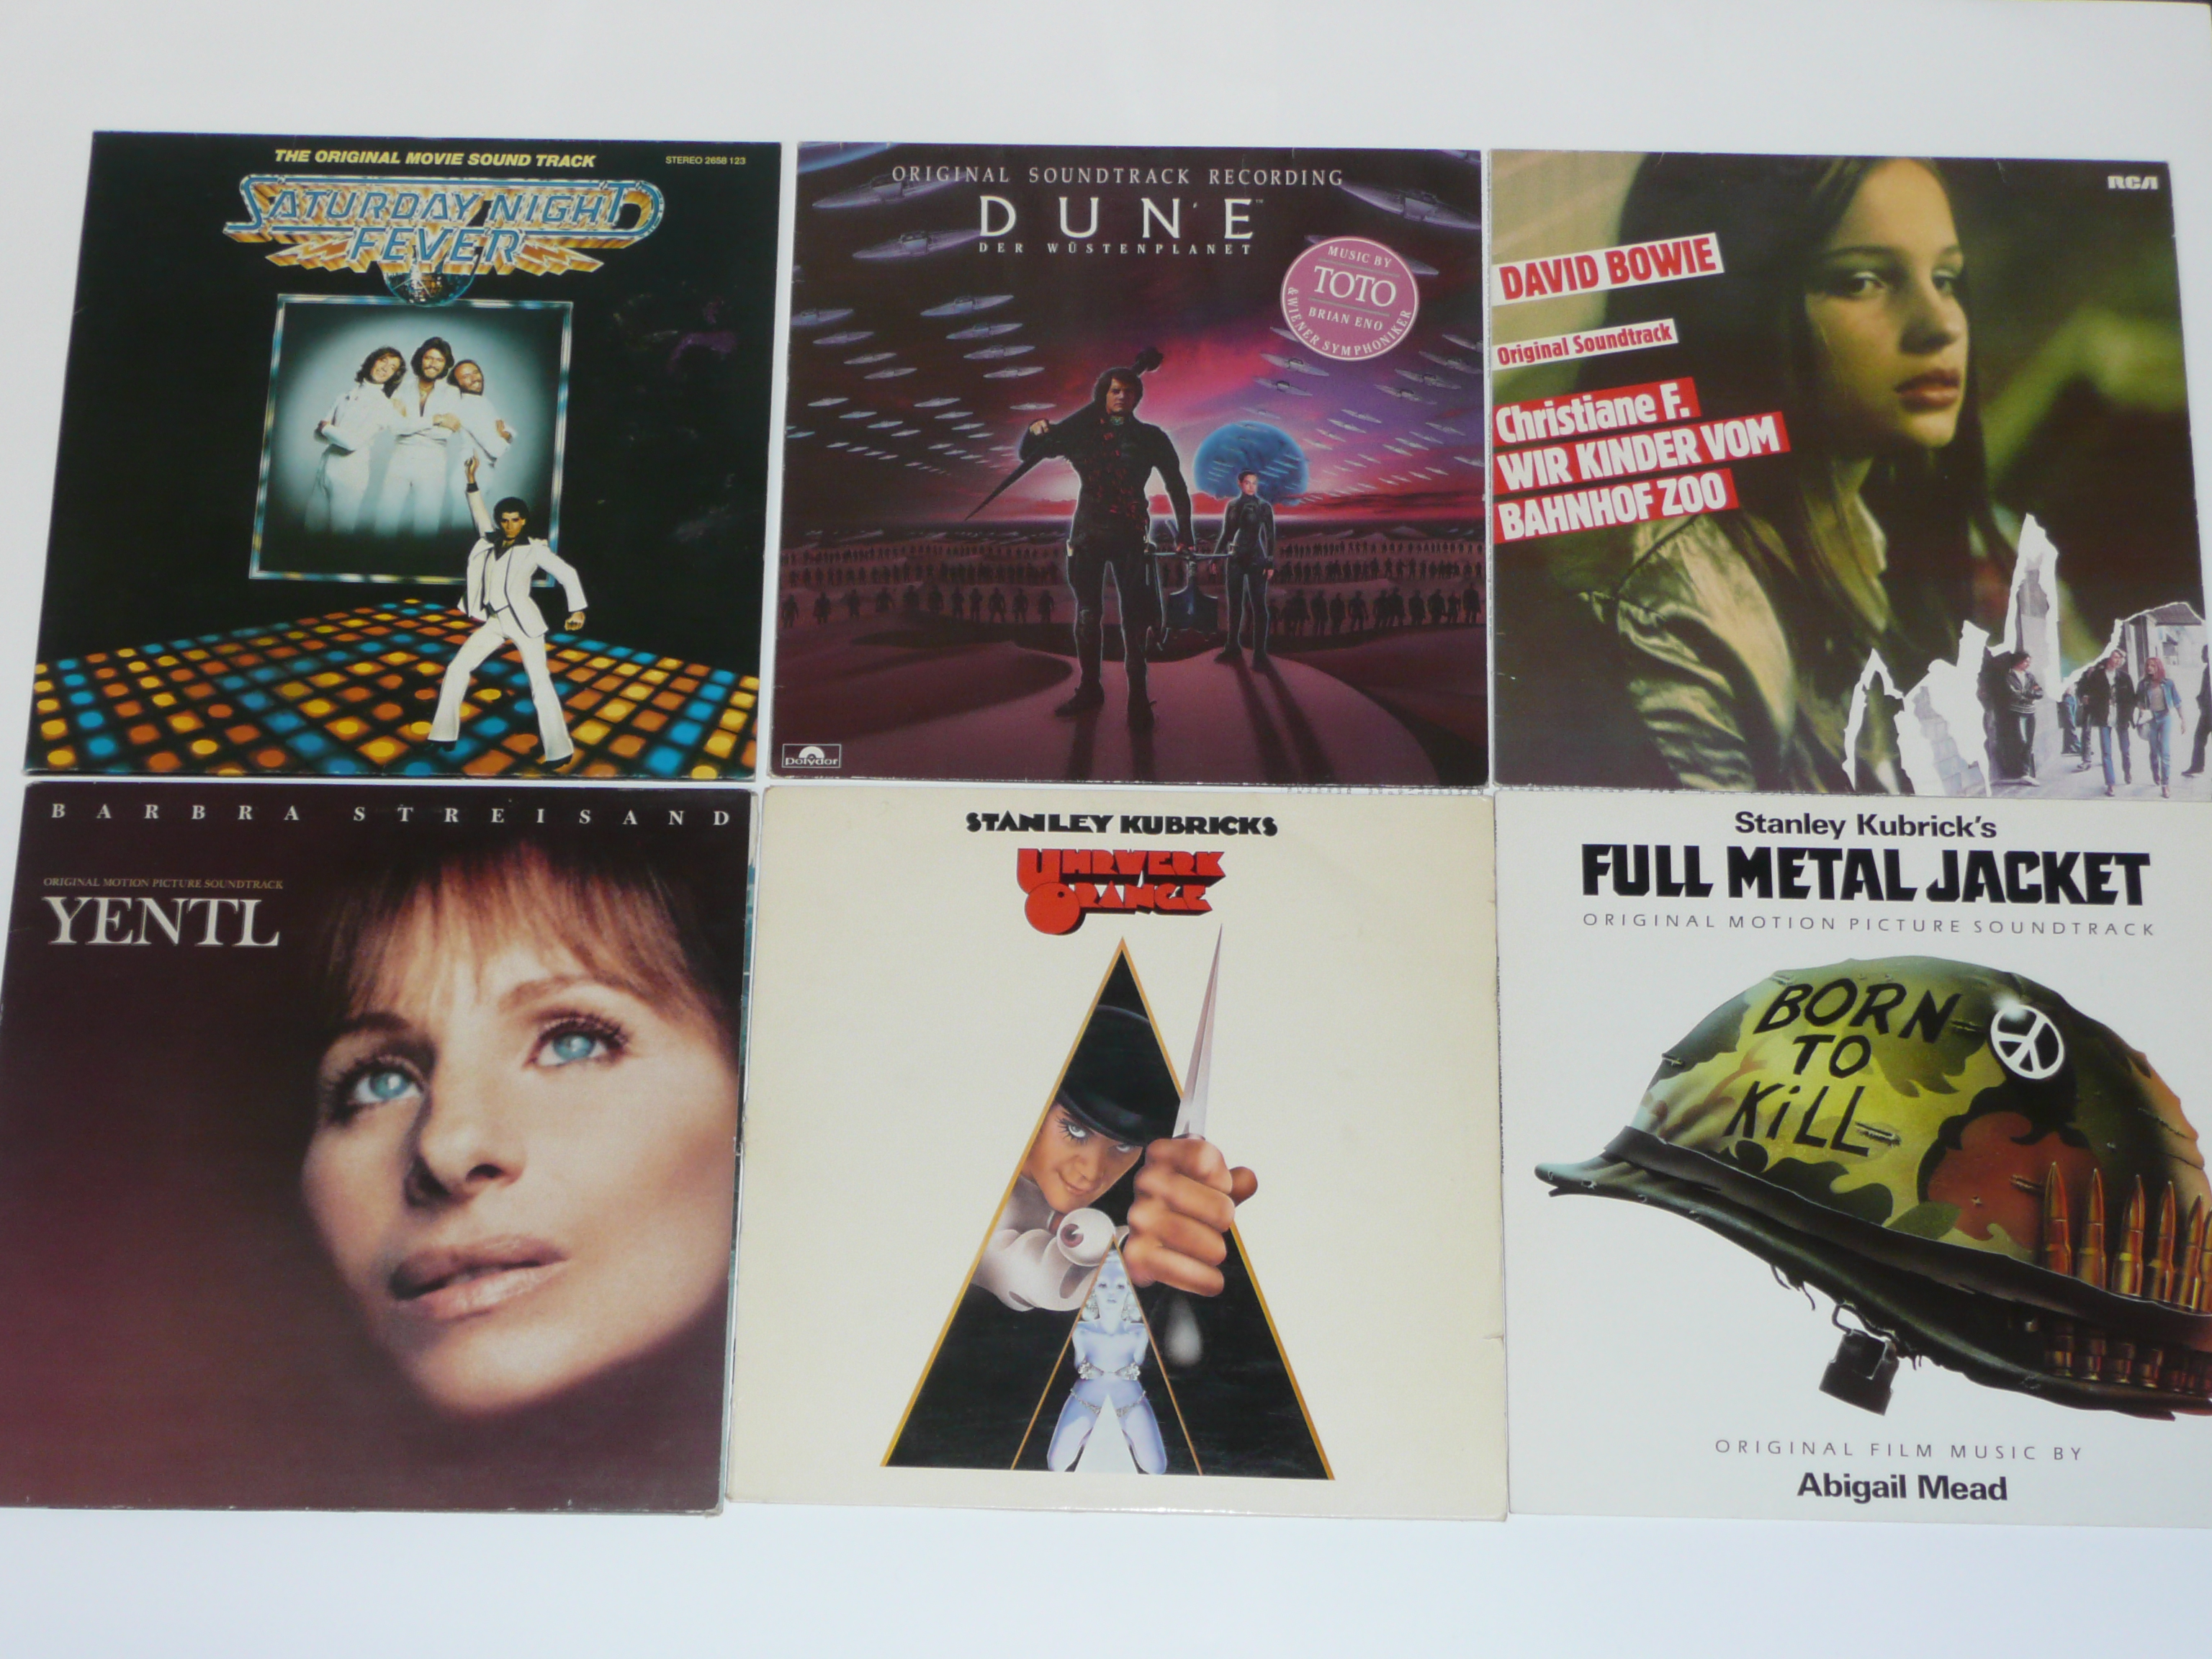 THE ORIGINAL MOVIE SOUND TRACK
STEREO 2658 123
SATURDAY NIGHT
FEVER
ORIGINAL SOUNDTRACK RECORDING
DUNE™
DER WÜSTENPLANET
MUSIC BY
TOTO
BRIAN ENO
& WIENER SYMPHONIKER
polydor
RCA
DAVID BOWIE
Original Soundtrack
Christiane F.
WIR KINDER VOM
BAHNHOF ZOO
BARBRA STREISAND
ORIGINAL MOTION PICTURE SOUNDTRACK
YENTL
STANLEY KUBRICKS
UHRWERK
ORANGE
Stanley Kubrick's
FULL METAL JACKET
ORIGINAL MOTION PICTURE SOUNDTRACK
BORN
TO
KiLL
ORIGINAL FILM MUSIC BY
Abigail Mead